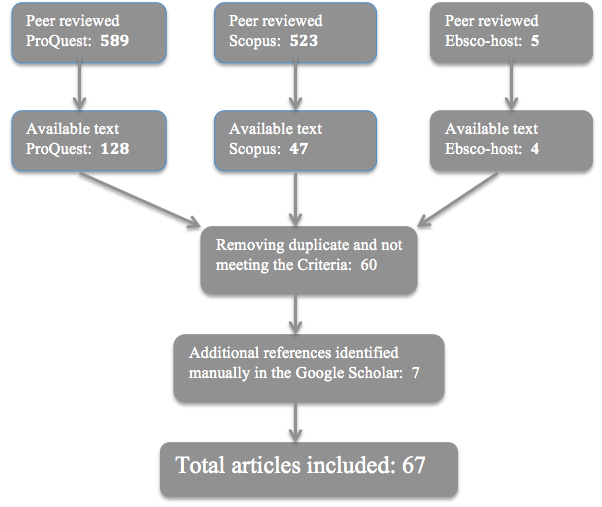 Peer reviewed
ProQuest: 589
Peer reviewed
Scopus: 523
Peer reviewed
Ebsco-host: 5
Available text
ProQuest: 128
Available text
Scopus: 47
Available text
Ebsco-host: 4
Removing duplicate and not
meeting the Criteria: 60
Additional references identified
manually in the Google Scholar: 7
Total articles included: 67